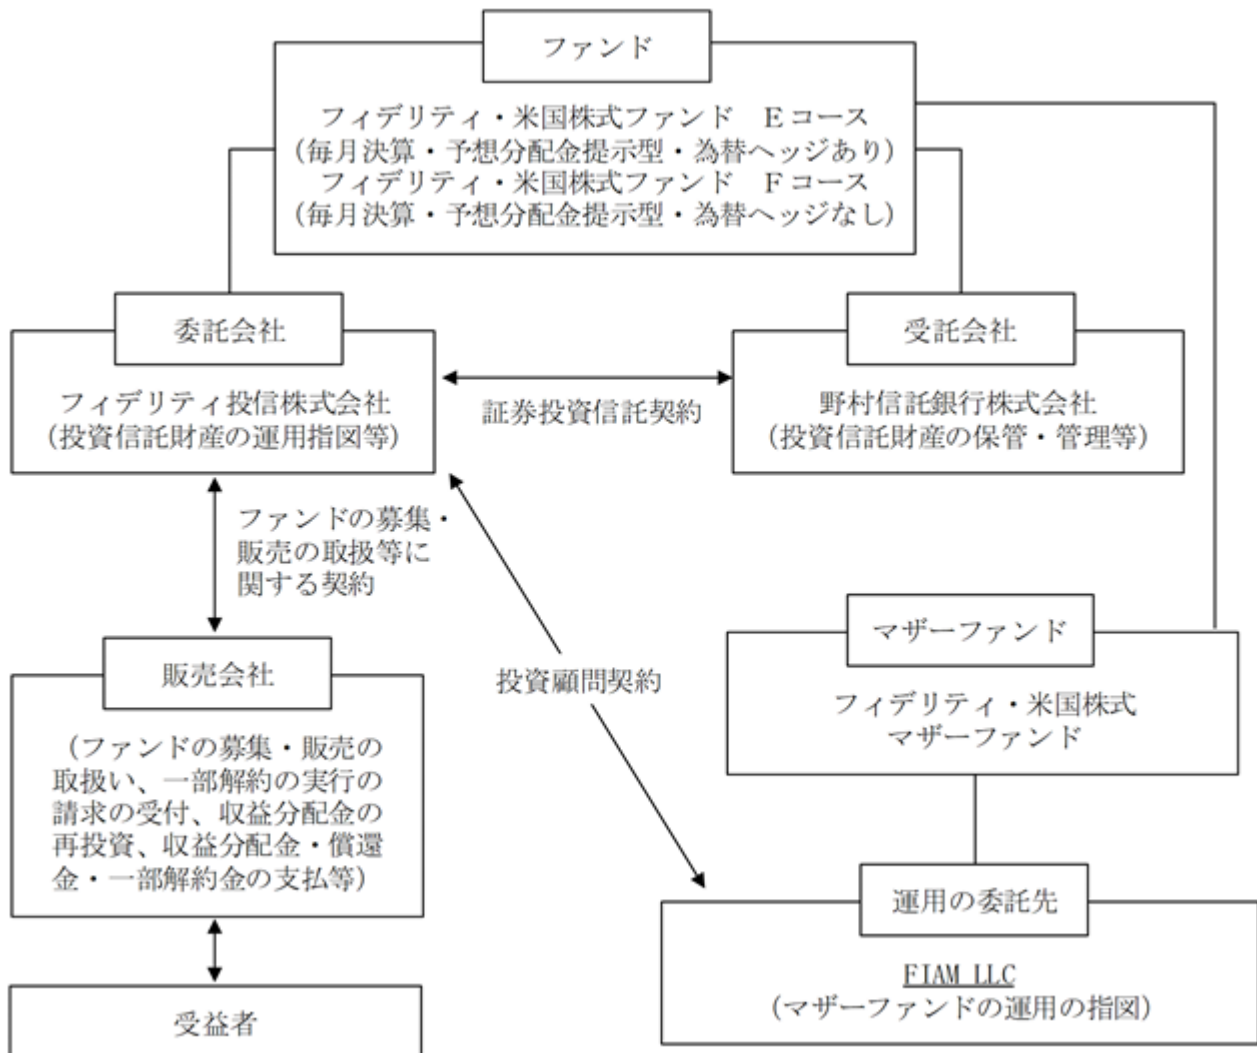 ファンド
フィデリティ・米国株式ファンド　Eコース
（毎月決算・予想分配金提示型・為替ヘッジあり）
フィデリティ・米国株式ファンド　Fコース
（毎月決算・予想分配金提示型・為替ヘッジなし）
委託会社
フィデリティ投信株式会社
（投資信託財産の運用指図等）
証券投資信託契約
受託会社
野村信託銀行株式会社
（投資信託財産の保管・管理等）
ファンドの募集・
販売の取扱等に
関する契約
投資顧問契約
マザーファンド
フィデリティ・米国株式
マザーファンド
販売会社
（ファンドの募集・販売の
取扱い、一部解約の実行の
請求の受付、収益分配金の
再投資、収益分配金・償還
金・一部解約金の支払等）
運用の委託先
FIAM LLC
（マザーファンドの運用の指図）
受益者